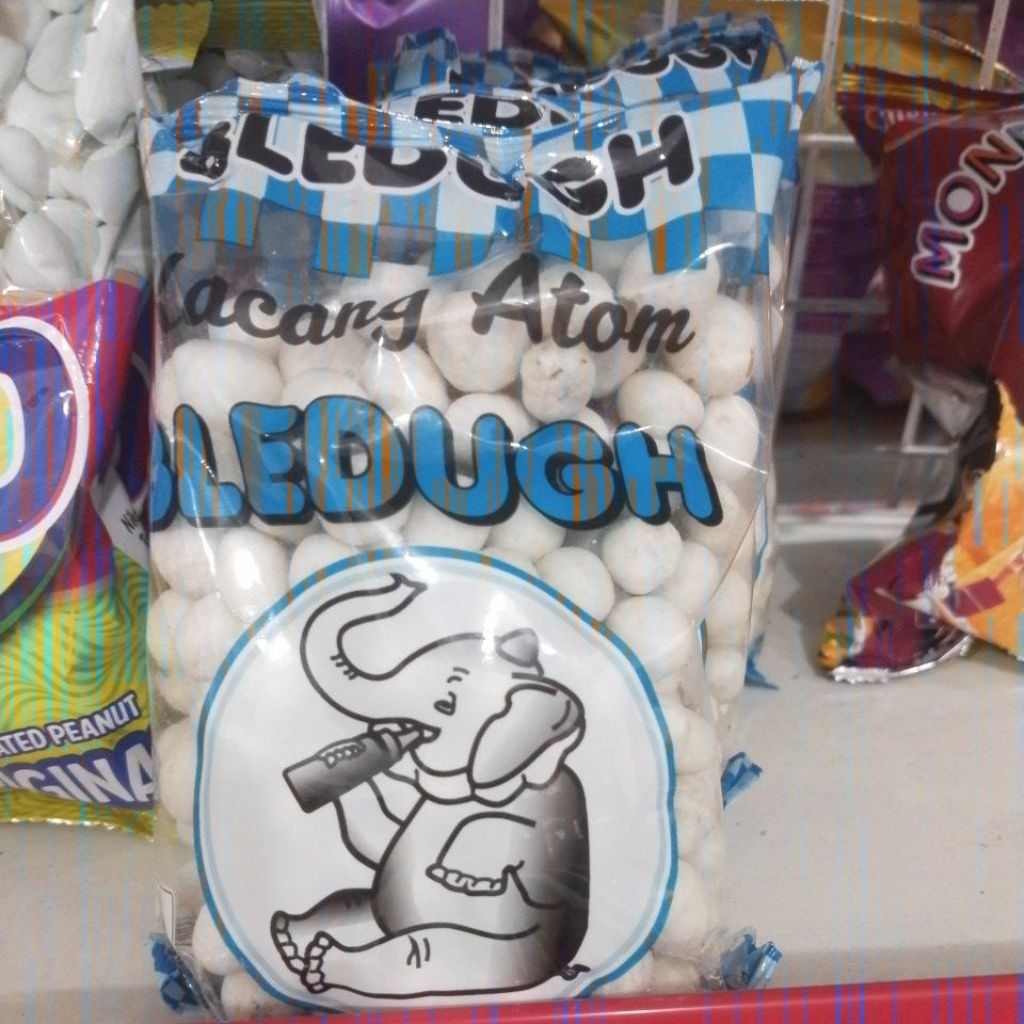 BLEDUGH
Kacang Atom
BLEDUGH
ATED PEANUT
GINA
MON